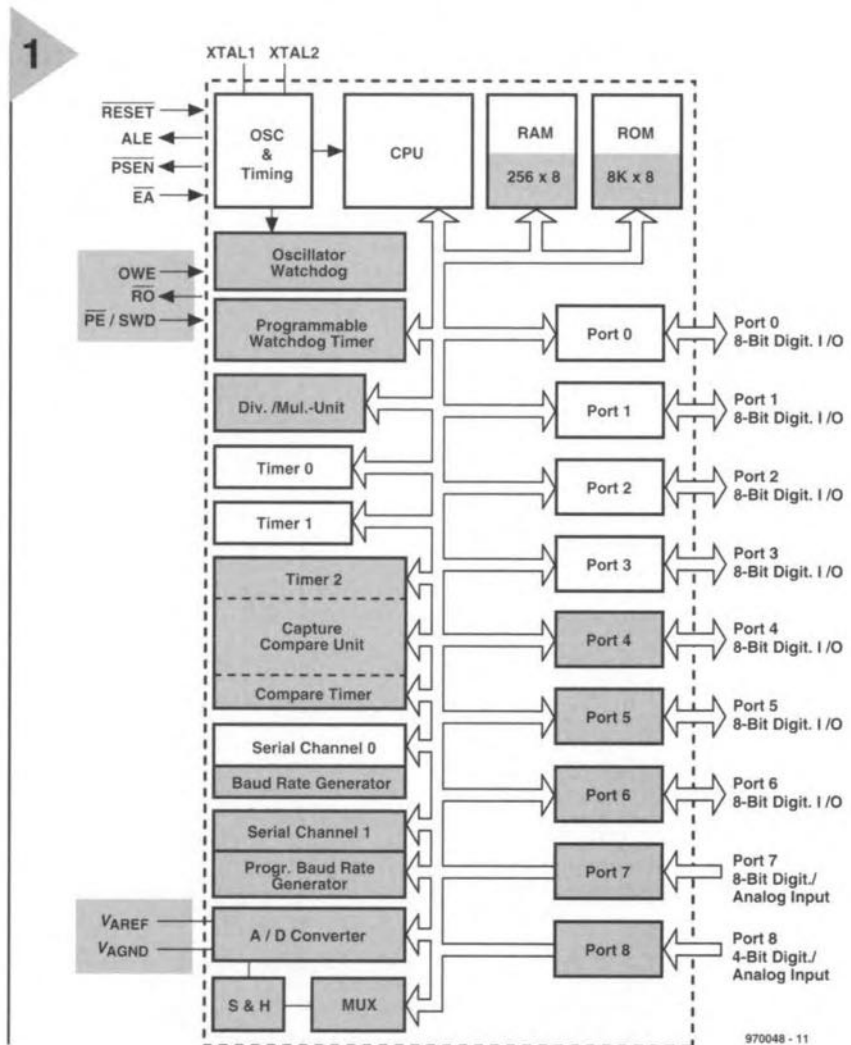 1
XTAL1 XTAL2
RESET
ALE
PSEN
EA
OSC
&
Timing
CPU
RAM
256 x 8
ROM
8K x 8
OWE
RO
PE / SWD
Oscillator
Watchdog
Programmable
Watchdog Timer
Div. /Mul.-Unit
Timer 0
Timer 1
Timer 2
Capture
Compare Unit
Compare Timer
Serial Channel 0
Baud Rate Generator
Serial Channel 1
Progr. Baud Rate
Generator
VAREF
VAGND
A / D Converter
S & H
MUX
Port 0
Port 0
8-Bit Digit. I /O
Port 1
Port 1
8-Bit Digit. I /O
Port 2
Port 2
8-Bit Digit. I /O
Port 3
Port 3
8-Bit Digit. I /O
Port 4
Port 4
8-Bit Digit. I /O
Port 5
Port 5
8-Bit Digit. I /O
Port 6
Port 6
8-Bit Digit. I /O
Port 7
Port 7
8-Bit Digit./
Analog Input
Port 8
Port 8
4-Bit Digit./
Analog Input
970048 - 11